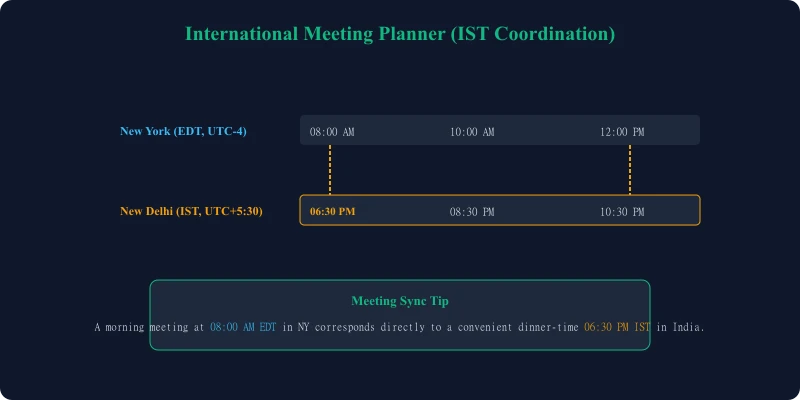 International Meeting Planner (IST Coordination)
New York (EDT, UTC-4) 08:00 AM 10:00 AM 12:00 PM
New Delhi (IST, UTC+5:30) 06:30 PM 08:30 PM 10:30 PM
Meeting Sync Tip
A morning meeting at 08:00 AM EDT in NY corresponds directly to a convenient dinner-time 06:30 PM IST in India.